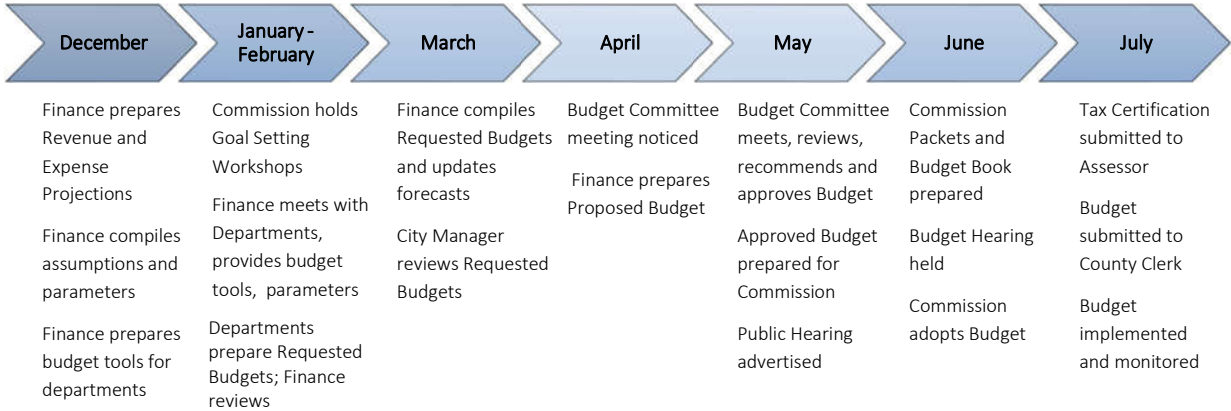 December
January -
February
March
April
May
June
July
Finance prepares
Revenue and
Expense
Projections
Finance compiles
assumptions and
parameters
Finance prepares
budget tools for
departments
Commission holds
Goal Setting
Workshops
Finance meets with
Departments,
provides budget
tools, parameters
Departments
prepare Requested
Budgets; Finance
reviews
Finance compiles
Requested Budgets
and updates
forecasts
City Manager
reviews Requested
Budgets
Budget Committee
meeting noticed
Finance prepares
Proposed Budget
Budget Committee
meets, reviews,
recommends and
approves Budget
Approved Budget
prepared for
Commission
Public Hearing
advertised
Commission
Packets and
Budget Book
prepared
Budget Hearing
held
Commission
adopts Budget
Tax Certification
submitted to
Assessor
Budget
submitted to
County Clerk
Budget
implemented
and monitored